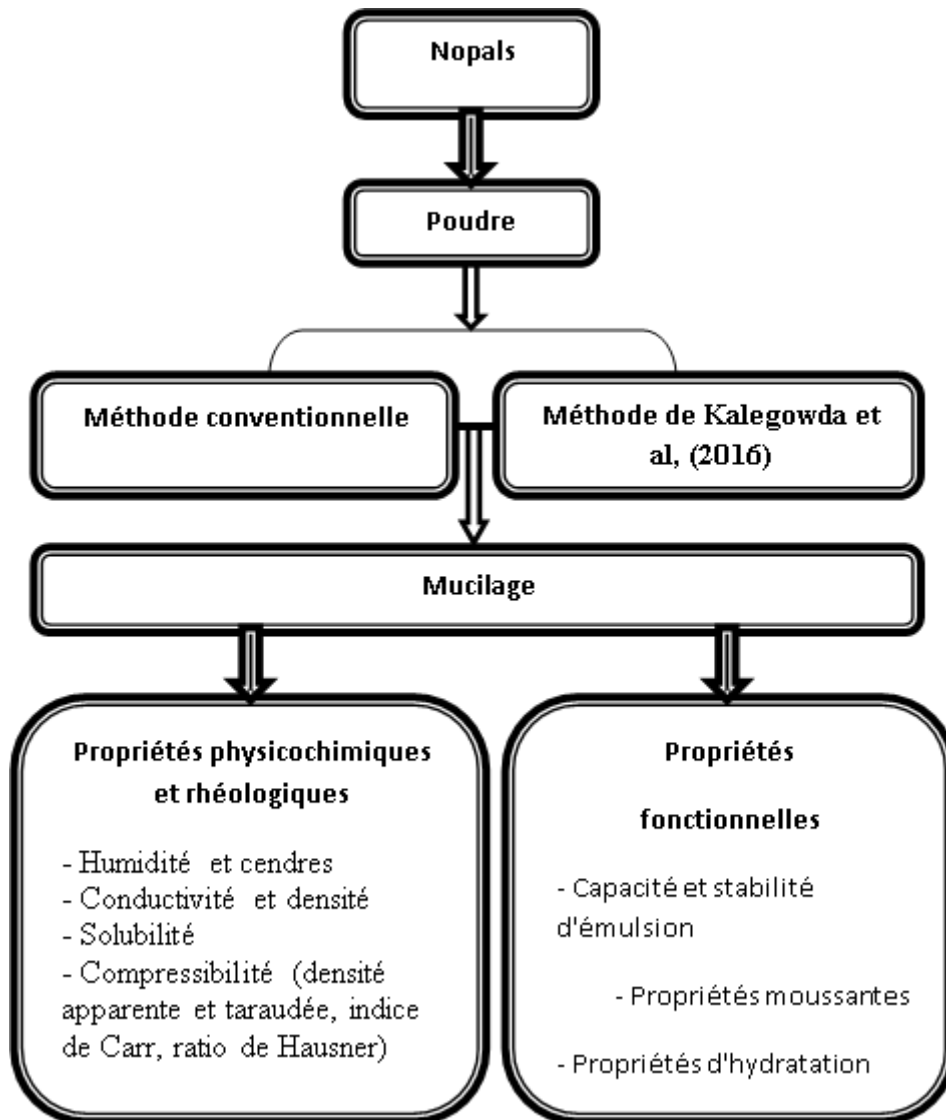 Nopals
Poudre
Méthode conventionnelle
Méthode de Kalegowda et
al, (2016)
Mucilage
Propriétés physicochimiques
et rhéologiques
- Humidité et cendres
- Conductivité et densité
- Solubilité
- Compressibilité (densité
apparente et taraudée, indice
de Carr, ratio de Hausner)
Propriétés
fonctionnelles
- Capacité et stabilité
d'émulsion
- Propriétés moussantes
- Propriétés d'hydratation